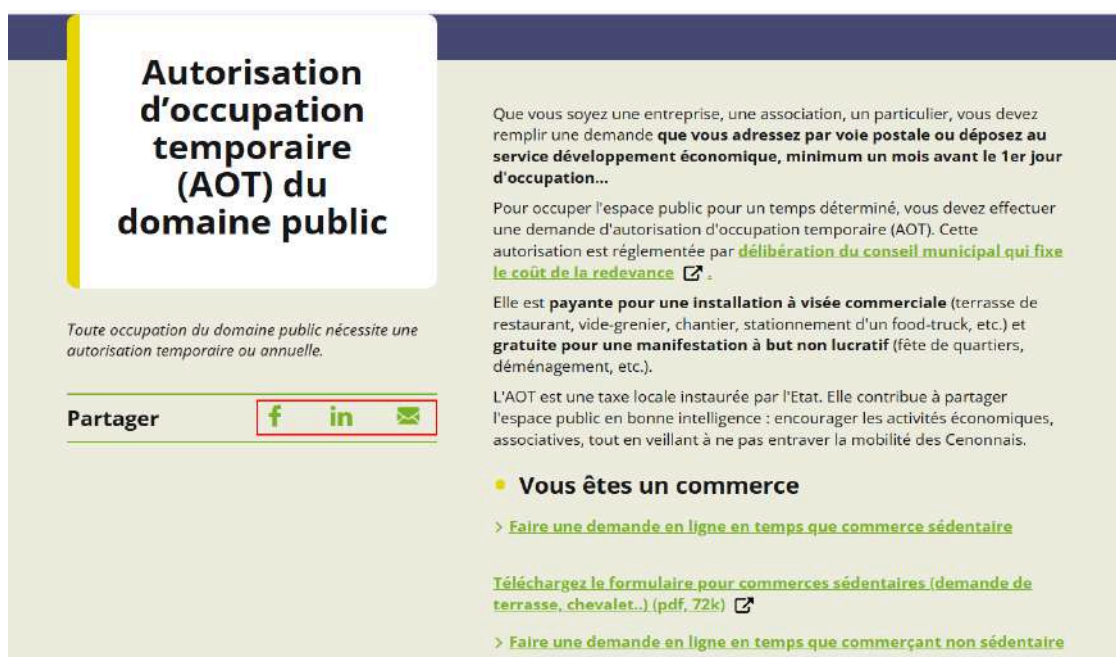 Autorisation
d’occupation
temporaire
(AOT) du
domaine public
Toute occupation du domaine public nécessite une
autorisation temporaire ou annuelle.
Partager
Que vous soyez une entreprise, une association, un particulier, vous devez
remplir une demande que vous adressez par voie postale ou déposez au
service développement économique, minimum un mois avant le 1er jour
d'occupation...
Pour occuper l'espace public pour un temps déterminé, vous devez effectuer
une demande d'autorisation d'occupation temporaire (AOT). Cette
autorisation est réglementée par délibération du conseil municipal qui fixe
le coût de la redevance .
Elle est payante pour une installation à visée commerciale (terrasse de
restaurant, vide-grenier, chantier, stationnement d'un food-truck, etc.) et
gratuite pour une manifestation à but non lucratif (fête de quartiers,
déménagement, etc.).
L'AOT est une taxe locale instaurée par l'Etat. Elle contribue à partager
l'espace public en bonne intelligence : encourager les activités économiques,
associatives, tout en veillant à ne pas entraver la mobilité des Cenonnais.
Vous êtes un commerce
> Faire une demande en ligne en temps que commerce sédentaire
Téléchargez le formulaire pour commerces sédentaires (demande de
terrasse, chevalet..) (pdf, 72k)
> Faire une demande en ligne en temps que commerçant non sédentaire